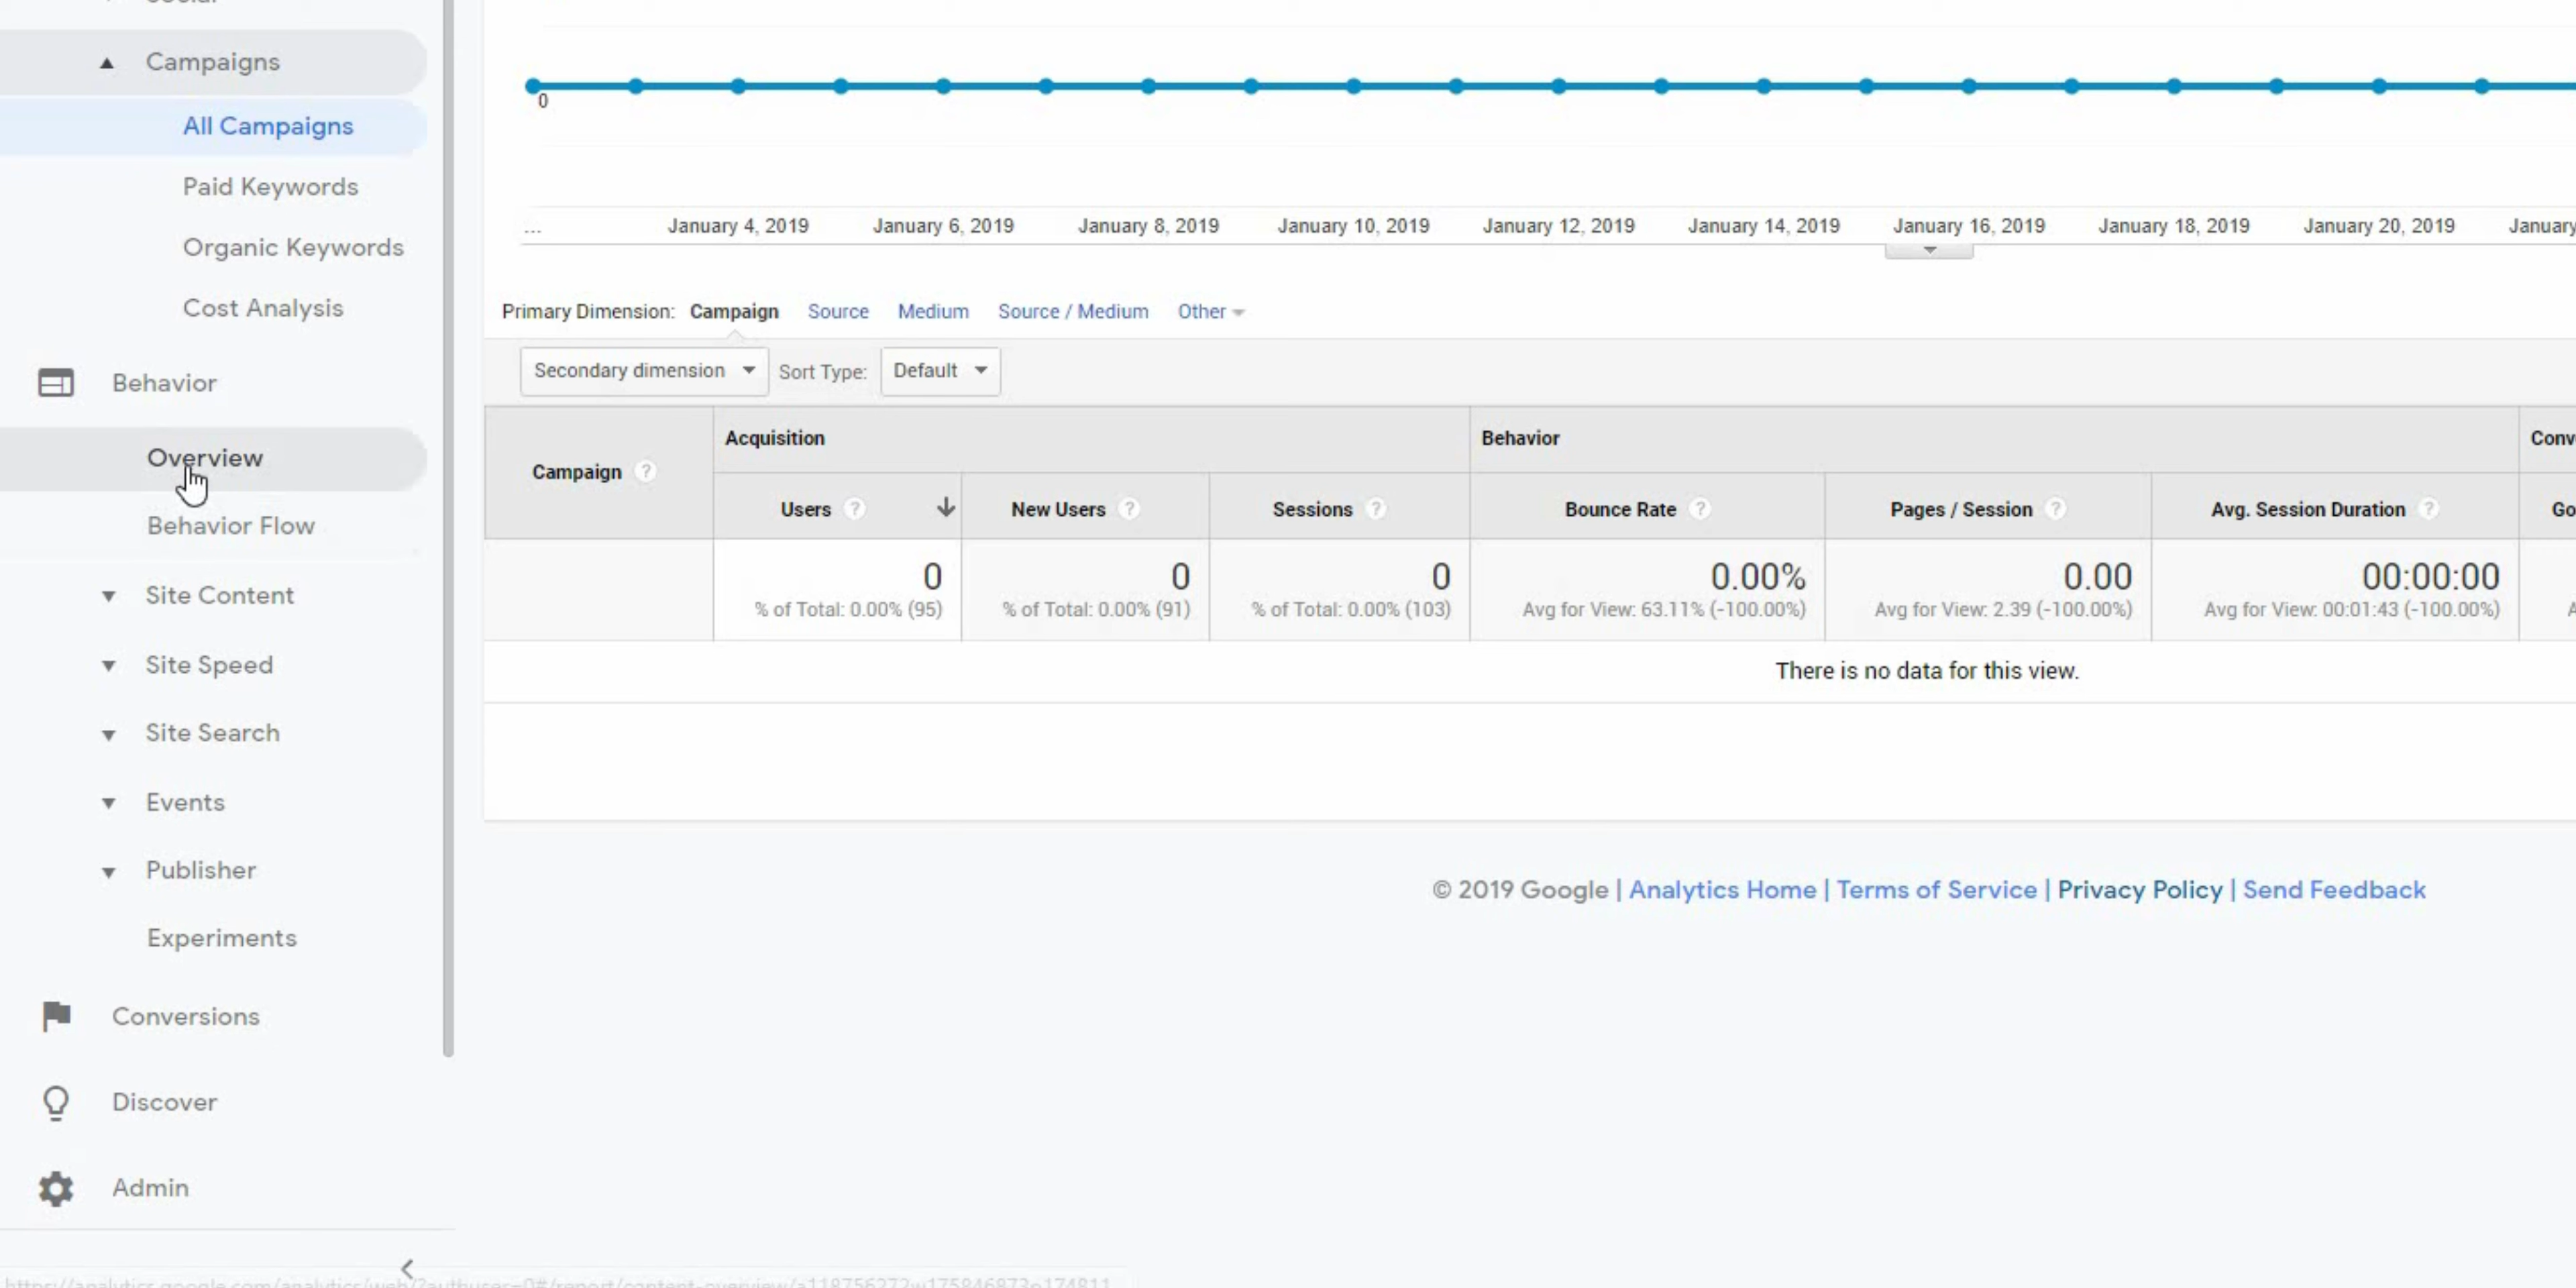 Campaigns
All Campaigns
Paid Keywords
Organic Keywords
Cost Analysis
Behavior
Overview
Behavior Flow
Site Content
Site Speed
Site Search
Events
Publisher
Experiments
Conversions
Discover
Admin
0
... January 4, 2019 January 6, 2019 January 8, 2019 January 10, 2019 January 12, 2019 January 14, 2019 January 16, 2019 January 18, 2019 January 20, 2019 January
Primary Dimension: Campaign Source Medium Source / Medium Other
Secondary dimension Sort Type: Default
Campaign ? Acquisition Behavior Conv
Users ? New Users ? Sessions ? Bounce Rate ? Pages / Session ? Avg. Session Duration ? Go
0 0 0 0.00% 0.00 00:00:00
% of Total: 0.00% (95) % of Total: 0.00% (91) % of Total: 0.00% (103) Avg for View: 63.11% (-100.00%) Avg for View: 2.39 (-100.00%) Avg for View: 00:01:43 (-100.00%)
There is no data for this view.
© 2019 Google | Analytics Home | Terms of Service | Privacy Policy | Send Feedback